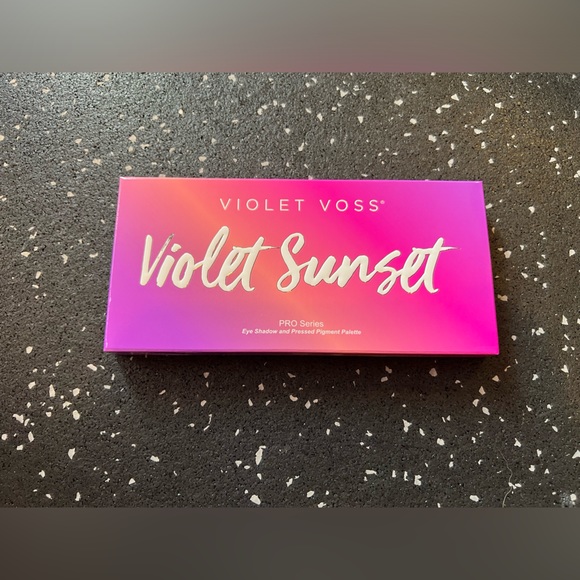 VIOLET VOSS®
Violet Sunset
PRO Series
Eye Shadow and Pressed Pigment Palette